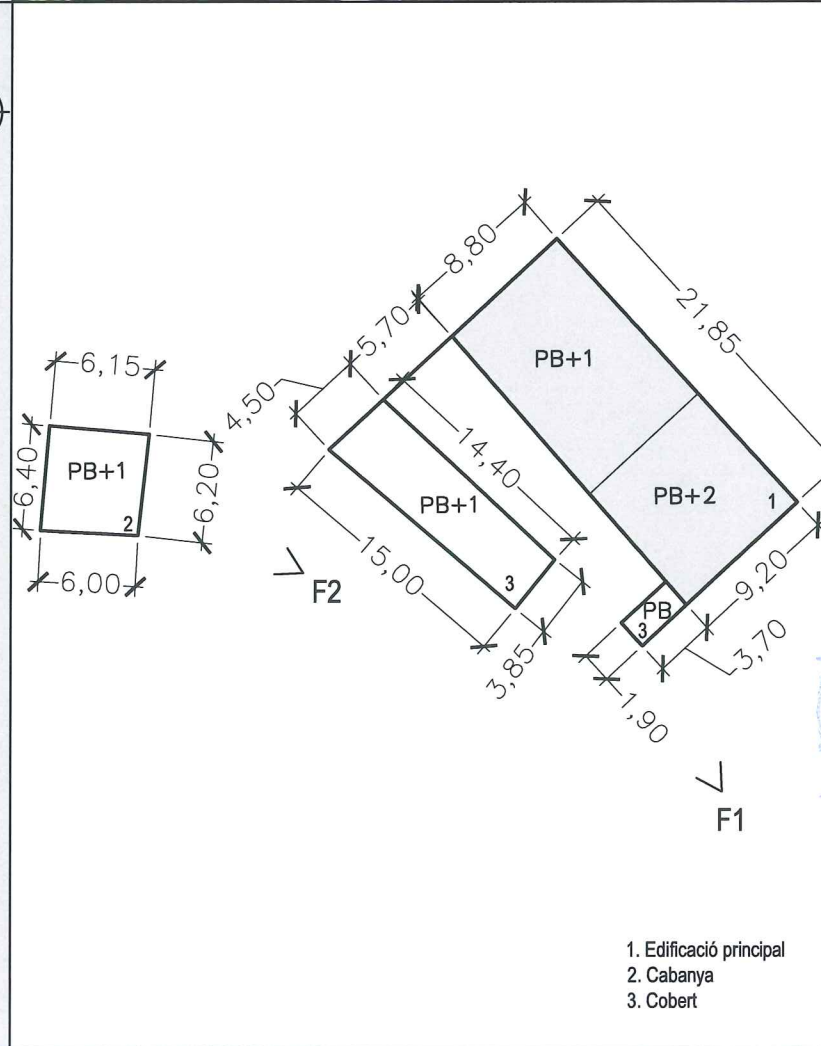 8,80
21,85
5,70
4,50
6,15
PB+1
14,40
6,40
PB+1
6,20
2
PB+2
1
PB+1
6,00
15,00
3
F2
9,20
PB
3
3,85
3,70
1,90
F1
1. Edificació principal
2. Cabanya
3. Cobert